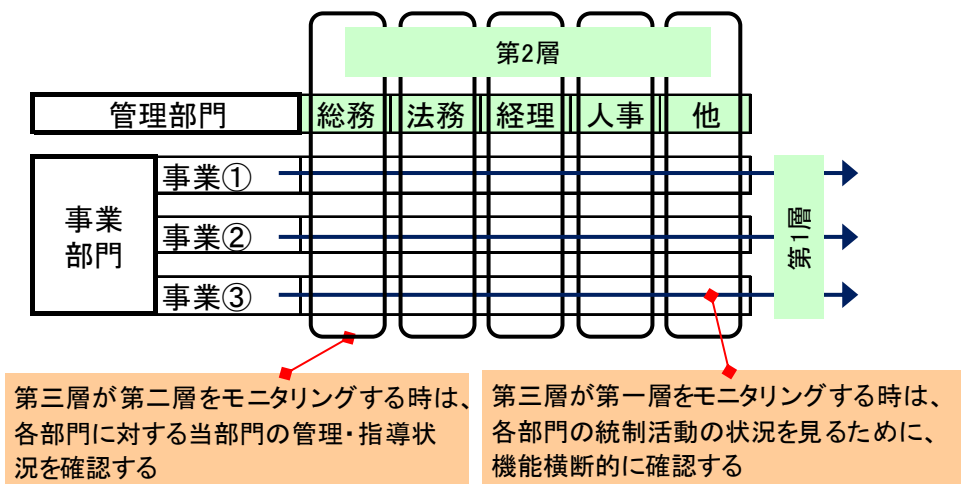 第2層
管理部門
総務
法務
経理
人事
他
事業
部門
事業①
事業②
事業③
第1層
第三層が第二層をモニタリングする時は、
各部門に対する当部門の管理・指導状
況を確認する
第三層が第一層をモニタリングする時は、
各部門の統制活動の状況を見るために、
機能横断的に確認する